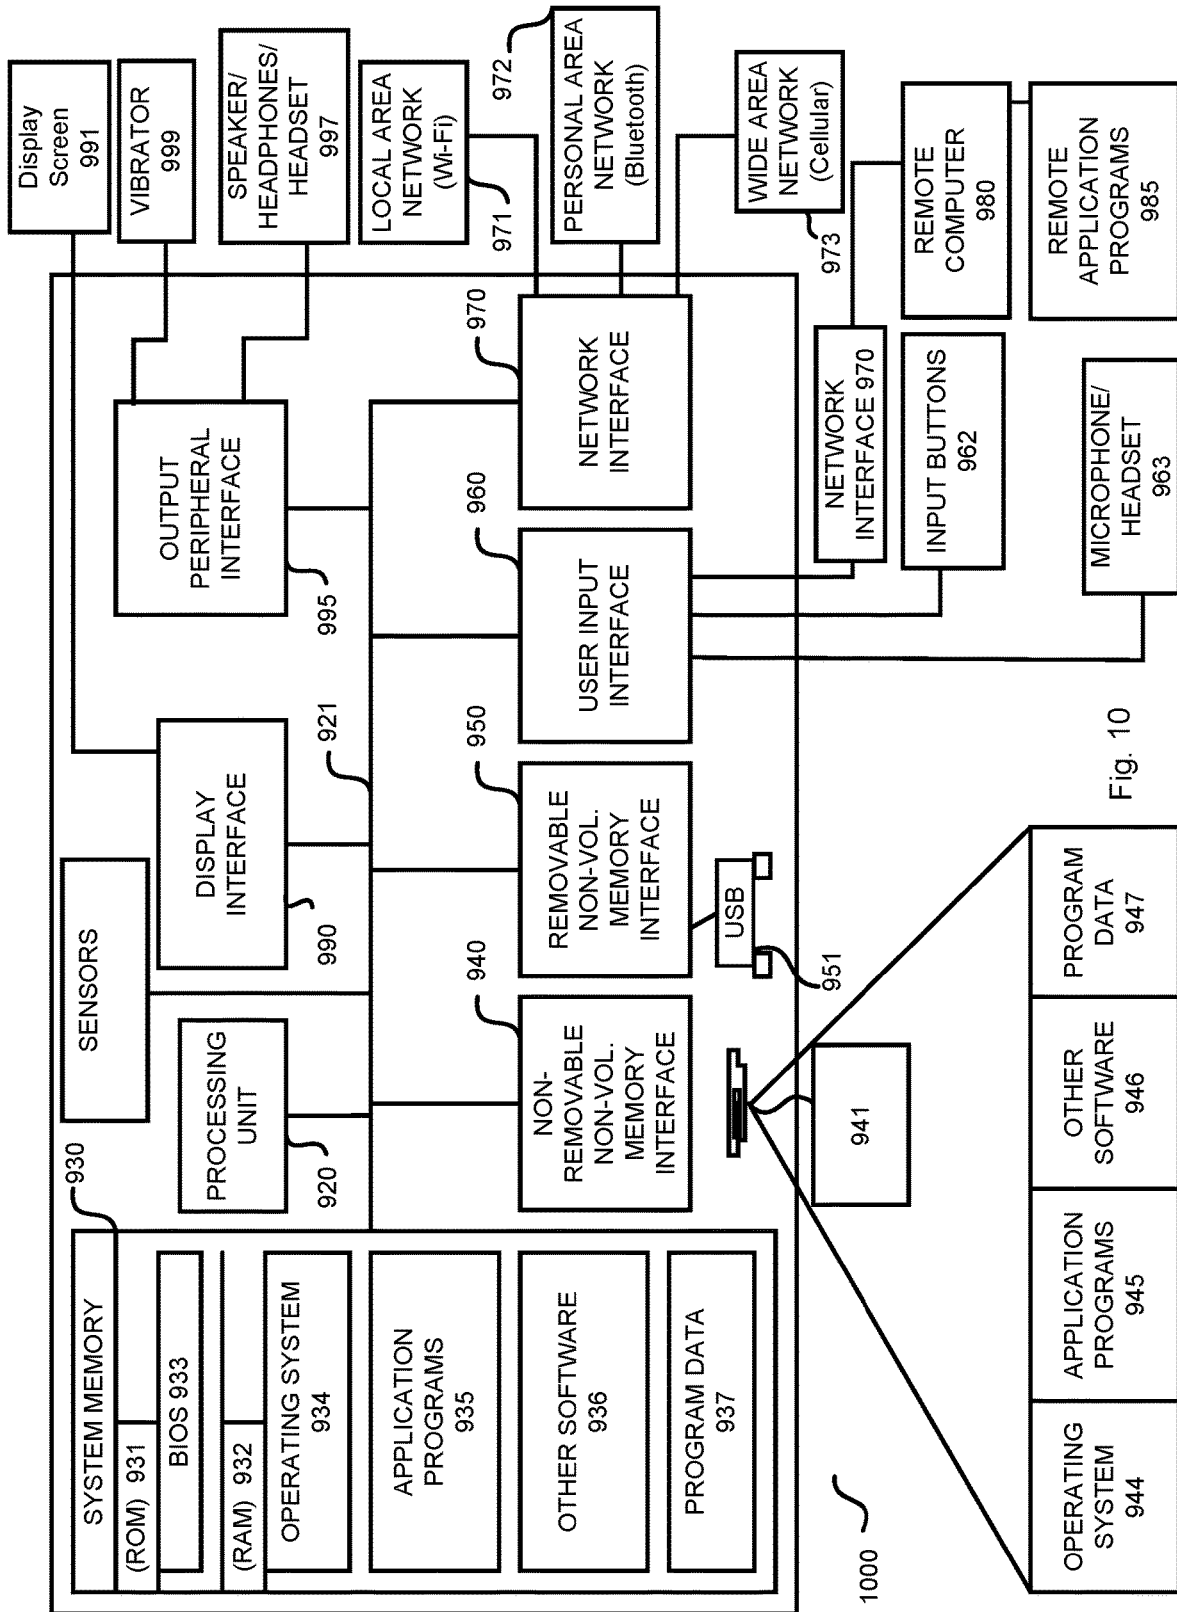 SYSTEM MEMORY
930
(ROM) 931
BIOS 933
(RAM) 932
OPERATING SYSTEM
934
APPLICATION
PROGRAMS
935
OTHER SOFTWARE
936
PROGRAM DATA
937
PROCESSING
UNIT
920
SENSORS
DISPLAY
INTERFACE
990
921
OUTPUT
PERIPHERAL
INTERFACE
995
Display
Screen
991
VIBRATOR
999
SPEAKER/
HEADPHONES/
HEADSET
997
LOCAL AREA
NETWORK
(Wi-Fi)
971
972
PERSONAL AREA
NETWORK
(Bluetooth)
WIDE AREA
NETWORK
(Cellular)
973
NON-
REMOVABLE
NON-VOL.
MEMORY
INTERFACE
940
REMOVABLE
NON-VOL.
MEMORY
INTERFACE
950
USER INPUT
INTERFACE
960
NETWORK
INTERFACE
970
USB
951
941
NETWORK
INTERFACE 970
REMOTE
COMPUTER
980
INPUT BUTTONS
962
REMOTE
APPLICATION
PROGRAMS
985
MICROPHONE/
HEADSET
963
1000
OPERATING
SYSTEM
944
APPLICATION
PROGRAMS
945
OTHER
SOFTWARE
946
PROGRAM
DATA
947
Fig. 10